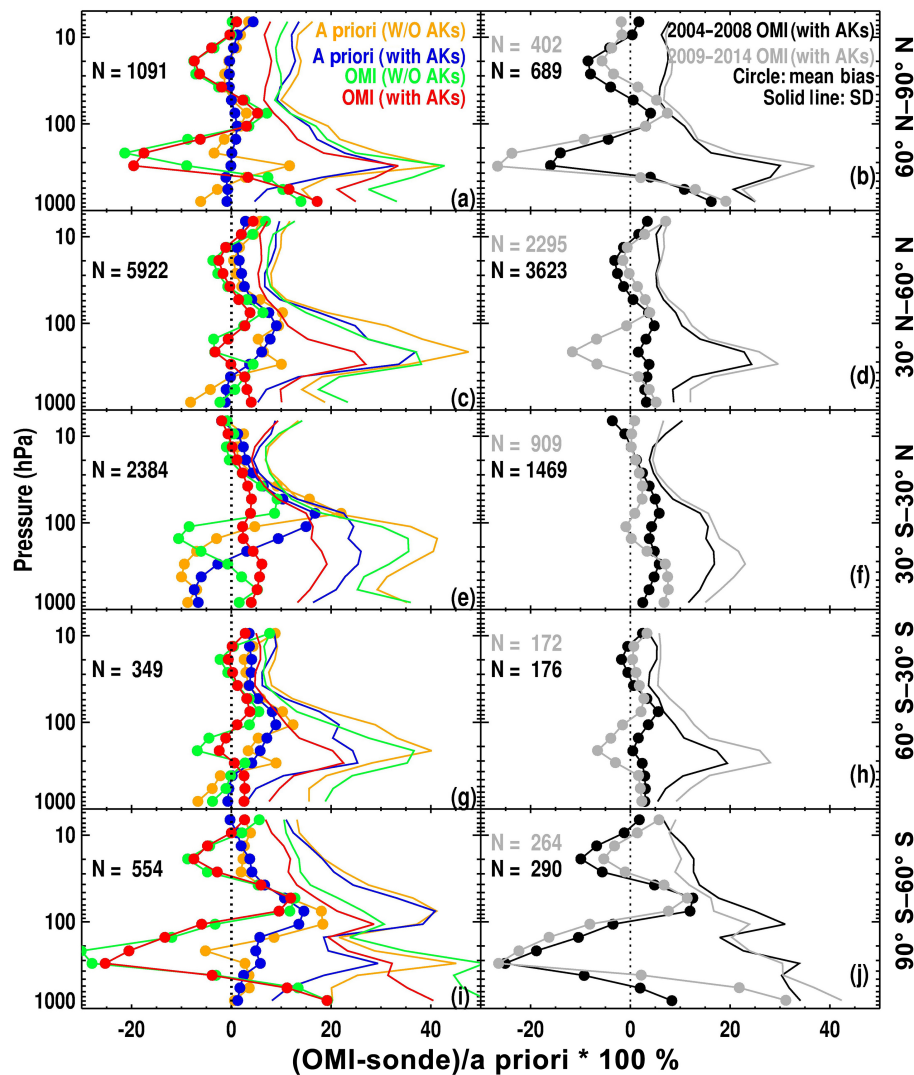 A priori (W/O AKs)
A priori (with AKs)
OMI (W/O AKs)
OMI (with AKs)
N = 1091
(a)
2004–2008 OMI (with AKs)
2009–2014 OMI (with AKs)
Circle: mean bias
Solid line: SD
N = 402
N = 689
(b)
60° N–90° N
10
100
1000
N = 5922
(c)
N = 2295
N = 3623
(d)
30° N–60° N
10
100
1000
N = 2384
(e)
N = 909
N = 1469
(f)
30° S–30° N
10
100
1000
Pressure (hPa)
N = 349
(g)
N = 172
N = 176
(h)
60° S–30° S
10
100
1000
N = 554
(i)
N = 264
N = 290
(j)
90° S–60° S
10
100
1000
-20 0 20 40
-20 0 20 40
(OMI-sonde)/a priori * 100 %